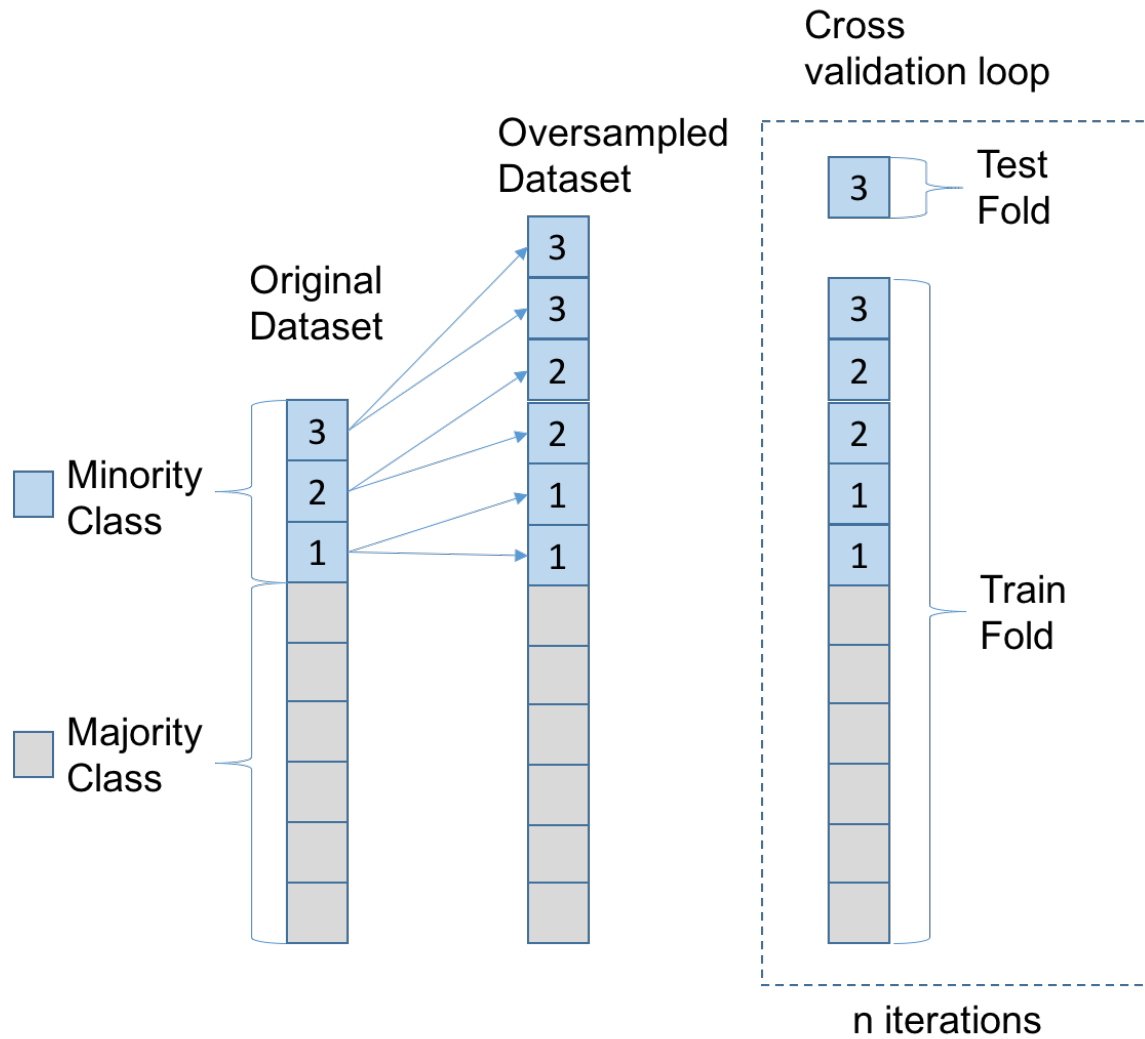 Cross
validation loop
Oversampled
Dataset
Test
Fold
3
Original
Dataset
3
3
2
2
1
1
3
2
1
Minority
Class
Majority
Class
3
2
2
1
1
Train
Fold
n iterations